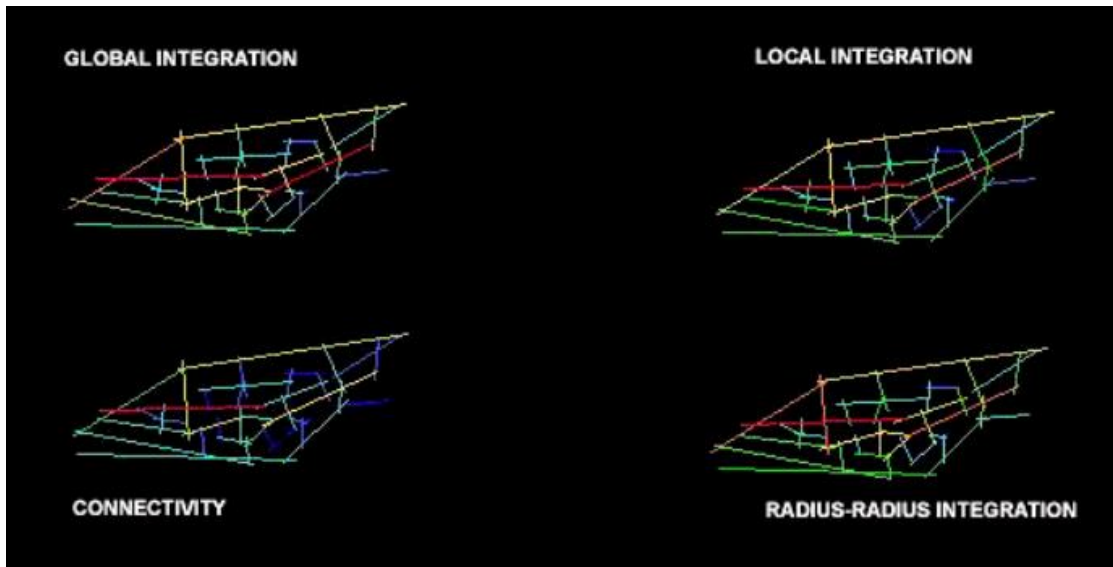 GLOBAL INTEGRATION
LOCAL INTEGRATION
CONNECTIVITY
RADIUS-RADIUS INTEGRATION